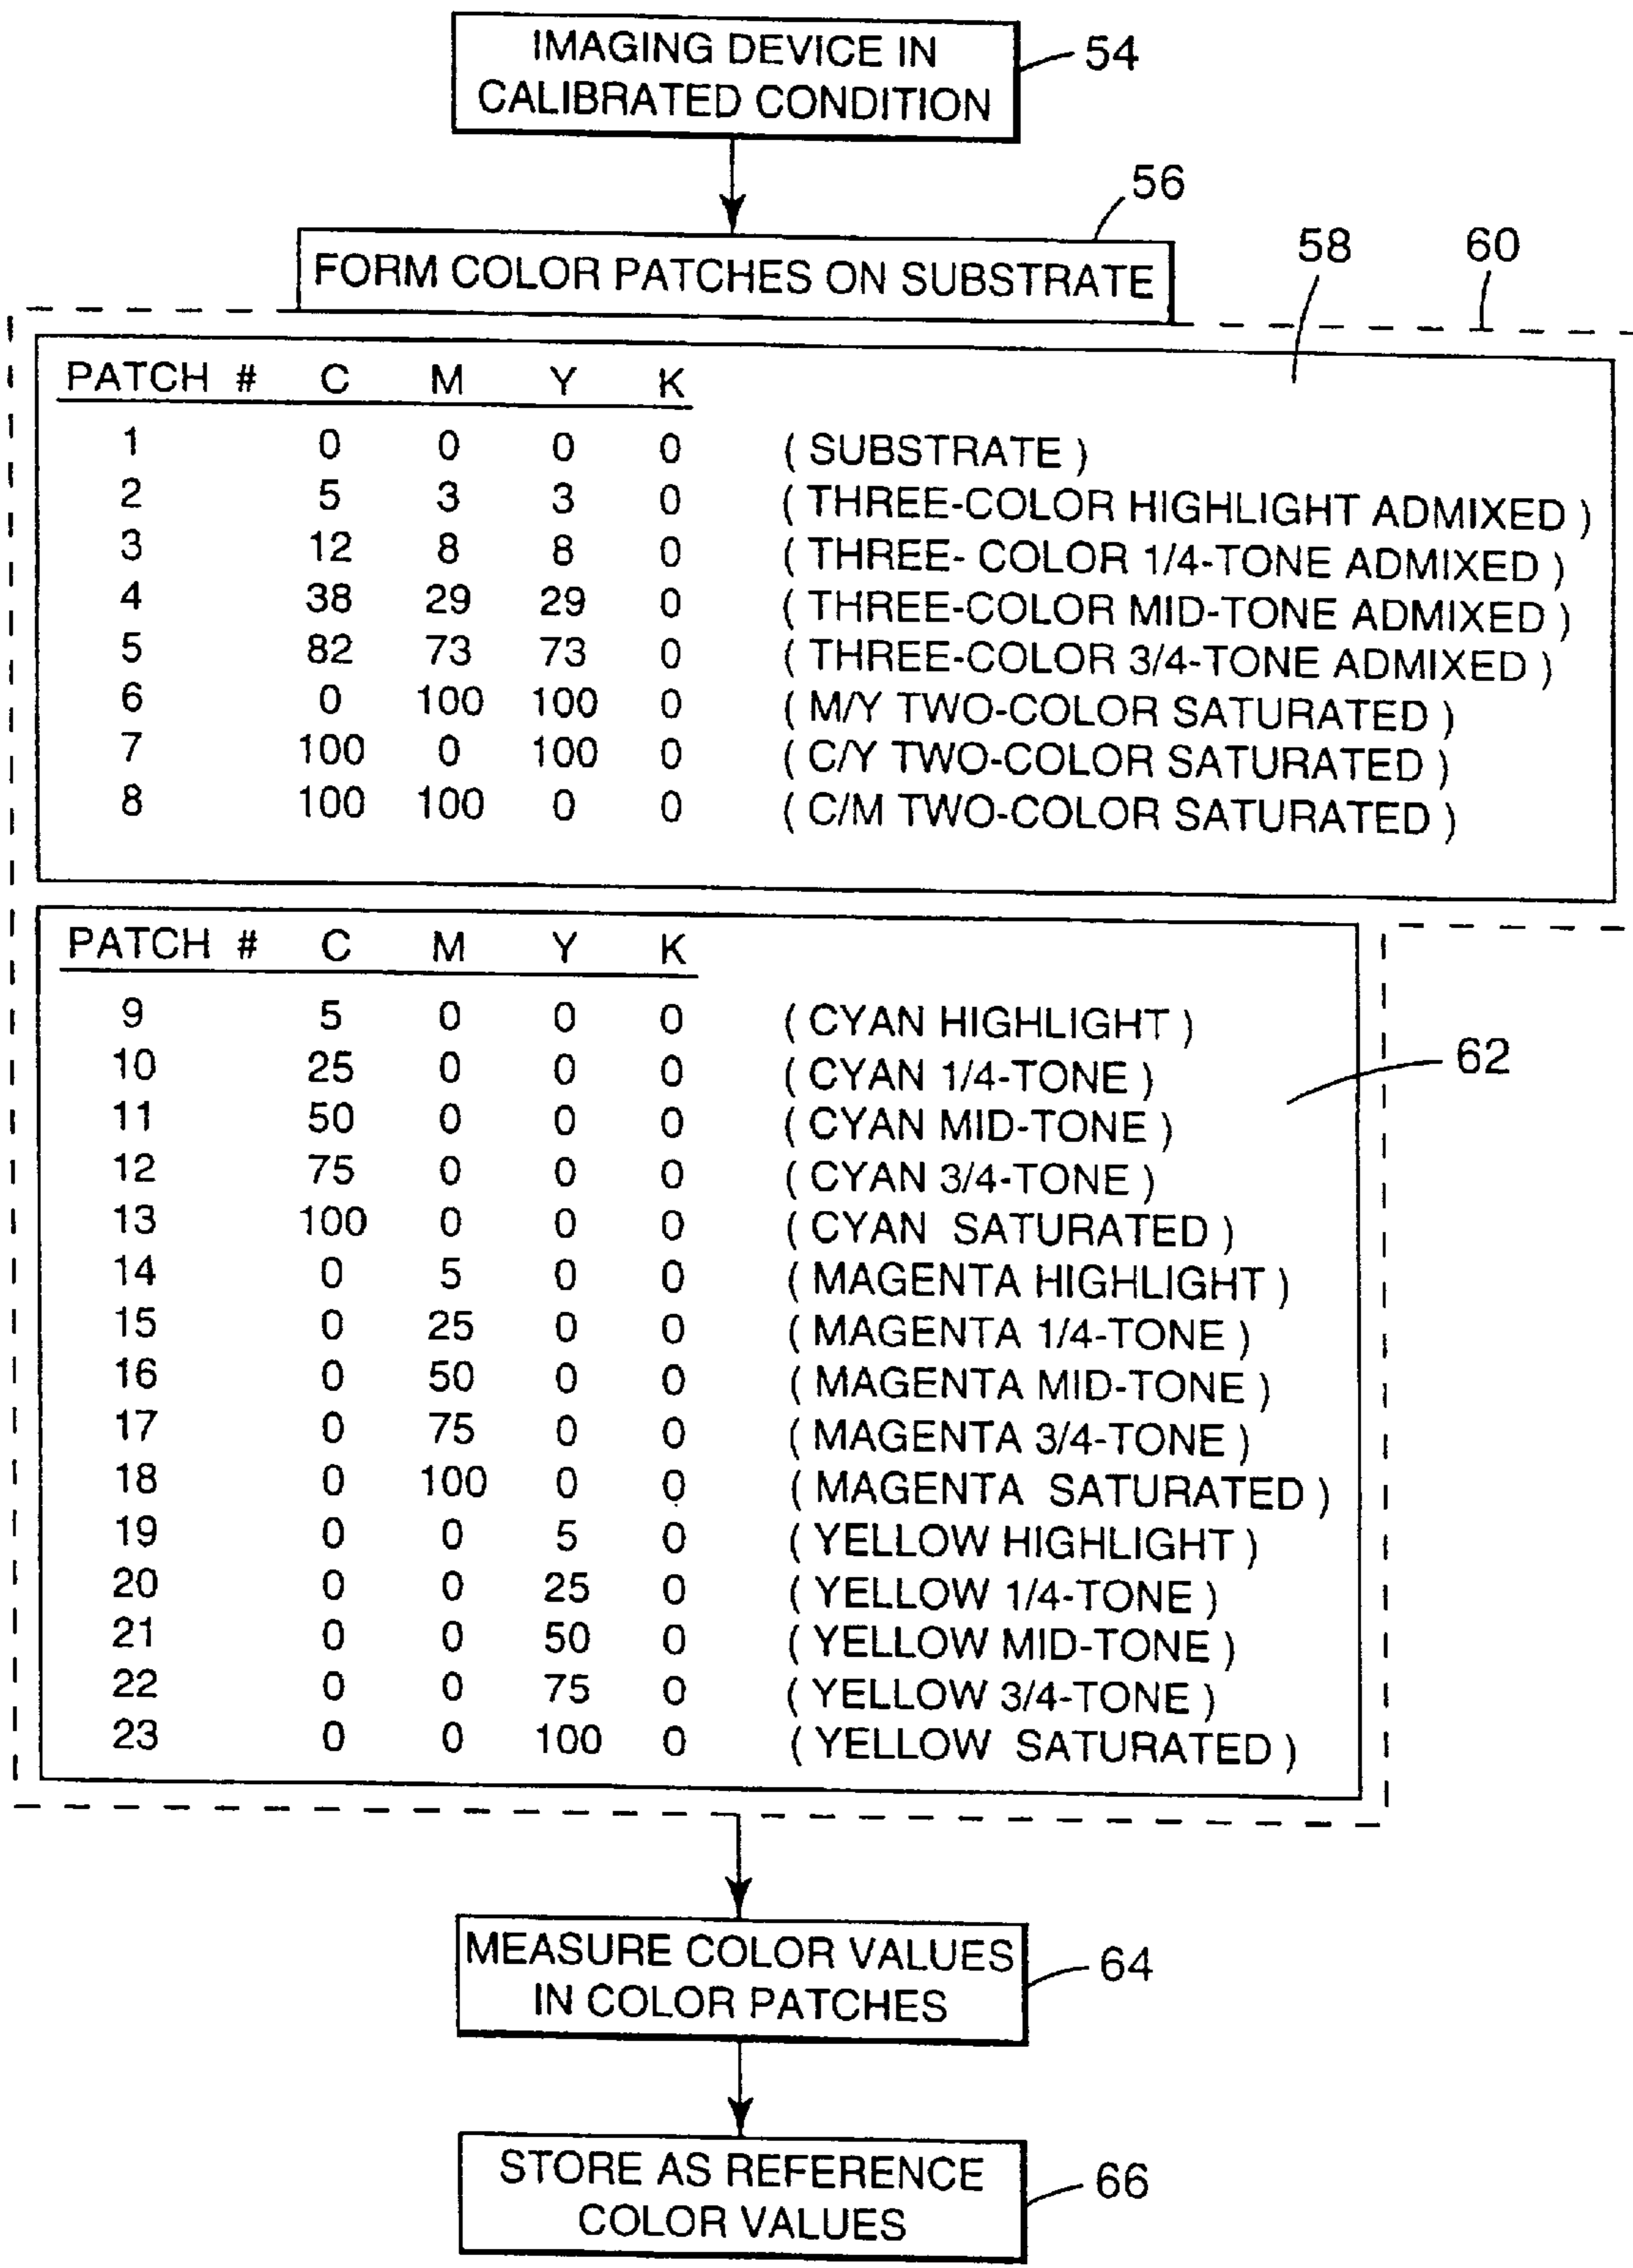 IMAGING DEVICE IN
CALIBRATED CONDITION
54
56
FORM COLOR PATCHES ON SUBSTRATE
58
60
PATCH # C M Y K
1 0 0 0 0 ( SUBSTRATE )
2 5 3 3 0 ( THREE-COLOR HIGHLIGHT ADMIXED )
3 12 8 8 0 ( THREE- COLOR 1/4-TONE ADMIXED )
4 38 29 29 0 ( THREE-COLOR MID-TONE ADMIXED )
5 82 73 73 0 ( THREE-COLOR 3/4-TONE ADMIXED )
6 0 100 100 0 ( M/Y TWO-COLOR SATURATED )
7 100 0 100 0 ( C/Y TWO-COLOR SATURATED )
8 100 100 0 0 ( C/M TWO-COLOR SATURATED )
PATCH # C M Y K
9 5 0 0 0 ( CYAN HIGHLIGHT )
10 25 0 0 0 ( CYAN 1/4-TONE )
62
11 50 0 0 0 ( CYAN MID-TONE )
12 75 0 0 0 ( CYAN 3/4-TONE )
13 100 0 0 0 ( CYAN SATURATED )
14 0 5 0 0 ( MAGENTA HIGHLIGHT )
15 0 25 0 0 ( MAGENTA 1/4-TONE )
16 0 50 0 0 ( MAGENTA MID-TONE )
17 0 75 0 0 ( MAGENTA 3/4-TONE )
18 0 100 0 0 ( MAGENTA SATURATED )
19 0 0 5 0 ( YELLOW HIGHLIGHT )
20 0 0 25 0 ( YELLOW 1/4-TONE )
21 0 0 50 0 ( YELLOW MID-TONE )
22 0 0 75 0 ( YELLOW 3/4-TONE )
23 0 0 100 0 ( YELLOW SATURATED )
MEASURE COLOR VALUES
IN COLOR PATCHES
64
STORE AS REFERENCE
COLOR VALUES
66